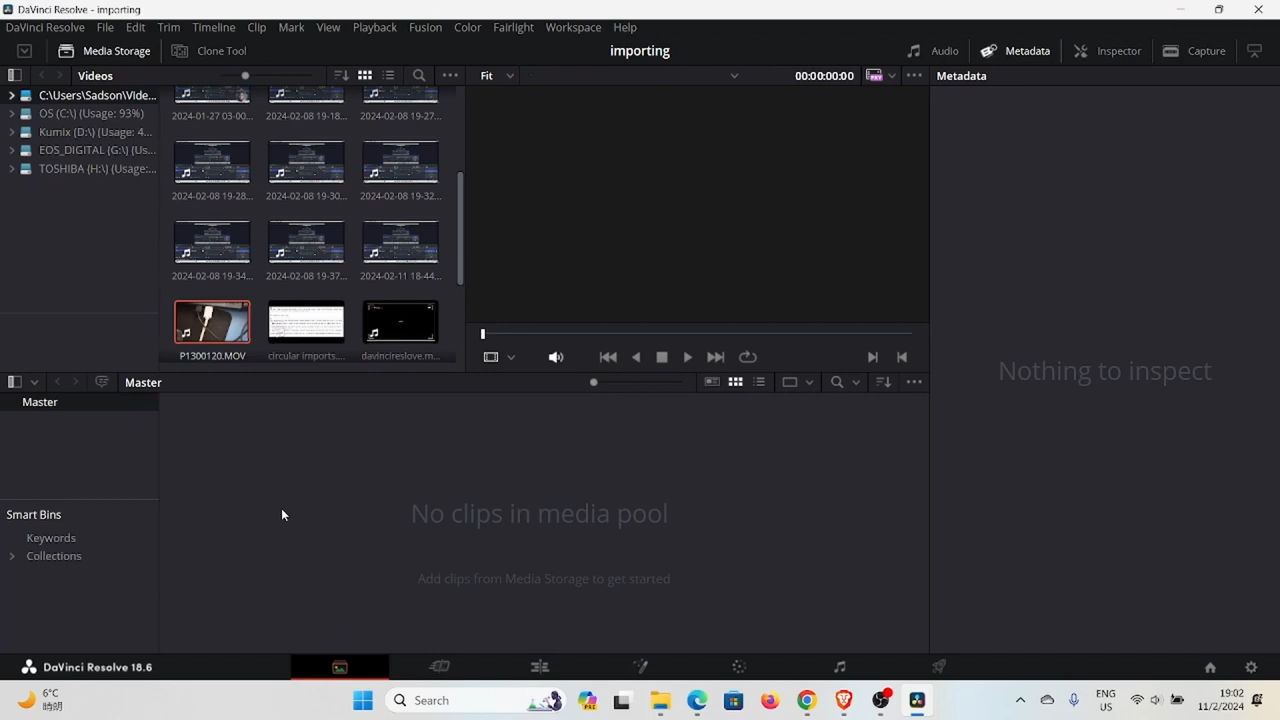 DaVinci Resolve - importing
DaVinci Resolve File Edit Trim Timeline Clip Mark View Playback Fusion Color Fairlight Workspace Help
Media Storage Clone Tool importing Audio Metadata Inspector Capture
Videos Fit 00:00:00:00 Metadata
C:\Users\Sadson\Vide...
OS (C:\) (Usage: 93%)
Kumix (D:\) (Usage: 4...
EOS_DIGITAL (G:\) (Us...
TOSHIBA (H:\) (Usage:...
2024-01-27 03-00... 2024-02-08 19-18... 2024-02-08 19-27...
2024-02-08 19-28... 2024-02-08 19-30... 2024-02-08 19-32...
2024-02-08 19-34... 2024-02-08 19-37... 2024-02-11 18-44...
P1300120.MOV circular imports.... davincireslove.m...
Nothing to inspect
Master
Master
No clips in media pool
Add clips from Media Storage to get started
Smart Bins
Keywords
Collections
DaVinci Resolve 18.6
6°C
Search
PRE
ENG
US
19:02
11/2/2024